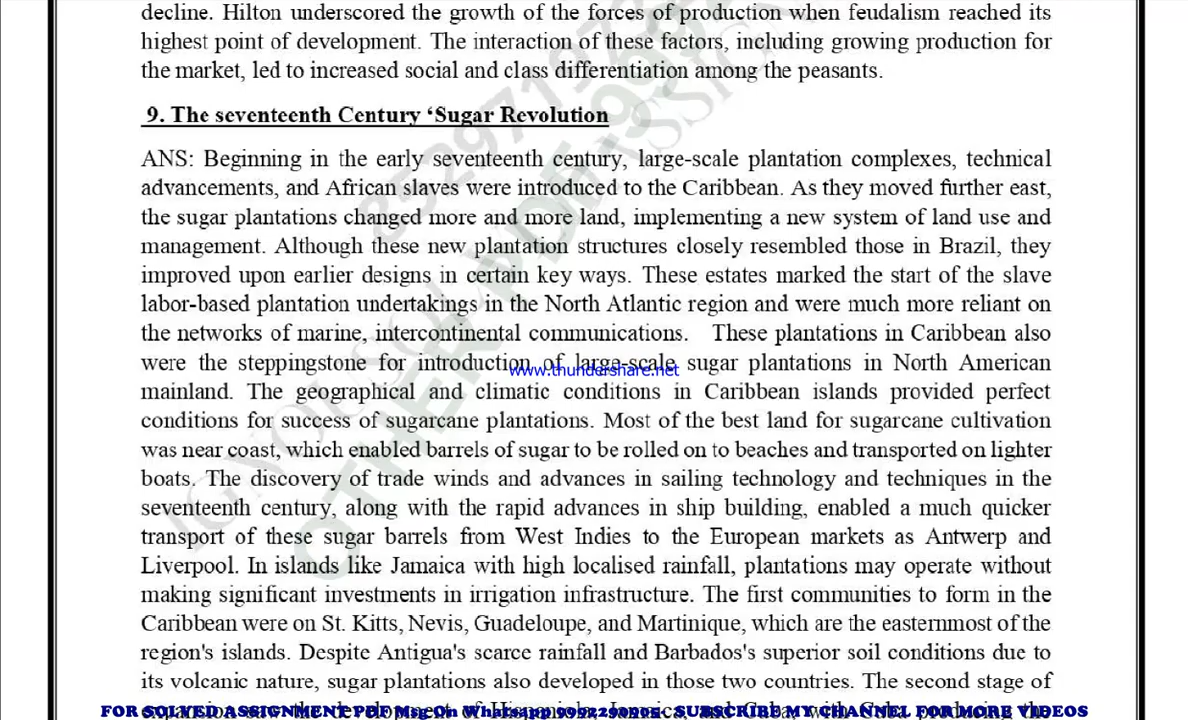 decline. Hilton underscored the growth of the forces of production when feudalism reached its
highest point of development. The interaction of these factors, including growing production for
the market, led to increased social and class differentiation among the peasants.
9. The seventeenth Century ‘Sugar Revolution
ANS: Beginning in the early seventeenth century, large-scale plantation complexes, technical
advancements, and African slaves were introduced to the Caribbean. As they moved further east,
the sugar plantations changed more and more land, implementing a new system of land use and
management. Although these new plantation structures closely resembled those in Brazil, they
improved upon earlier designs in certain key ways. These estates marked the start of the slave
labor-based plantation undertakings in the North Atlantic region and were much more reliant on
the networks of marine, intercontinental communications. These plantations in Caribbean also
were the steppingstone for introduction of large-scale sugar plantations in North American
www.thundershare.net
mainland. The geographical and climatic conditions in Caribbean islands provided perfect
conditions for success of sugarcane plantations. Most of the best land for sugarcane cultivation
was near coast, which enabled barrels of sugar to be rolled on to beaches and transported on lighter
boats. The discovery of trade winds and advances in sailing technology and techniques in the
seventeenth century, along with the rapid advances in ship building, enabled a much quicker
transport of these sugar barrels from West Indies to the European markets as Antwerp and
Liverpool. In islands like Jamaica with high localised rainfall, plantations may operate without
making significant investments in irrigation infrastructure. The first communities to form in the
Caribbean were on St. Kitts, Nevis, Guadeloupe, and Martinique, which are the easternmost of the
region's islands. Despite Antigua's scarce rainfall and Barbados's superior soil conditions due to
its volcanic nature, sugar plantations also developed in those two countries. The second stage of
FOR SOLVED ASSIGNMENT PDF Msg On Whatsapp SUBSCRIBE MY CHANNEL FOR MORE VIDEOS